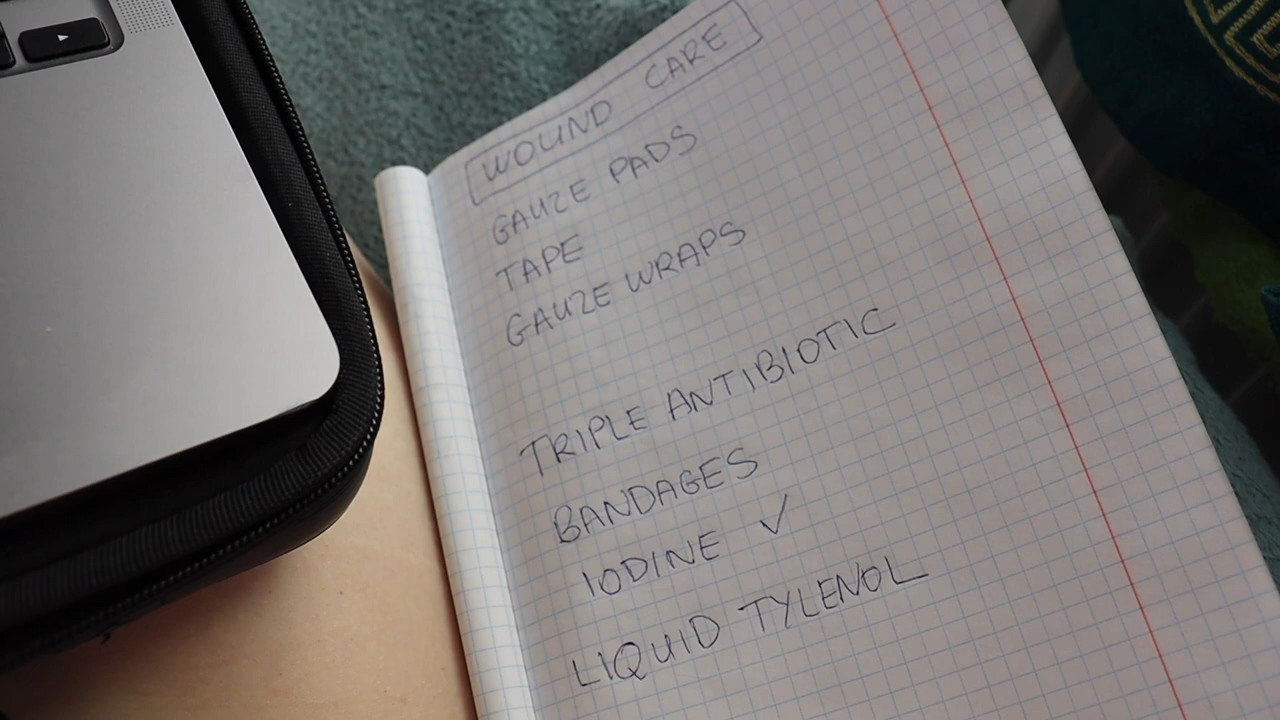 WOUND CARE
GAUZE PADS
TAPE
GAUZE WRAPS
TRIPLE ANTIBIOTIC
BANDAGES
IODINE ✓
LIQUID TYLENOL